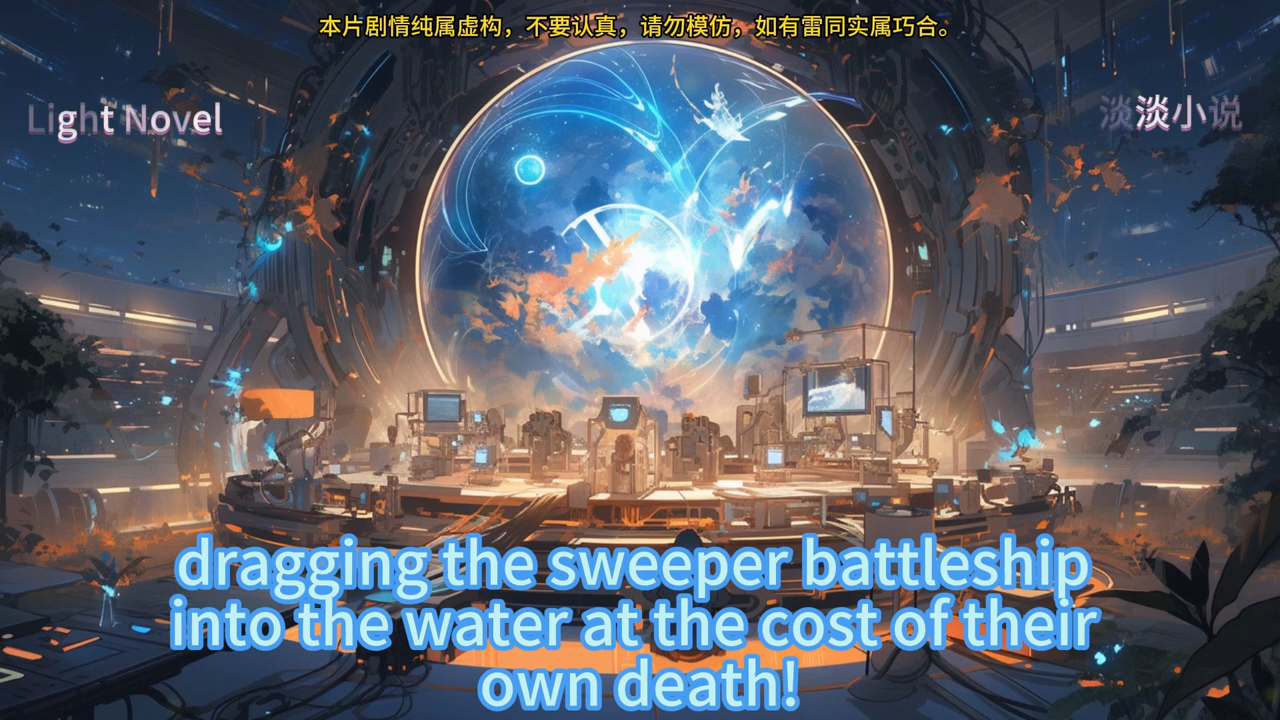 本片剧情纯属虚构，不要认真，请勿模仿，如有雷同实属巧合。
Light Novel
淡淡小说
dragging the sweeper battleship
into the water at the cost of their
own death!